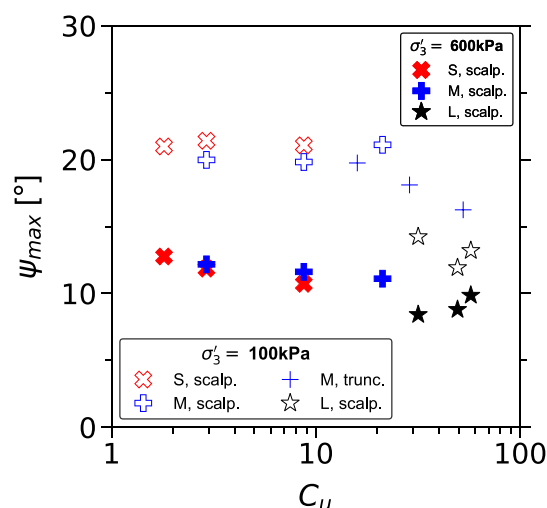 30
20
10
0
1
10
100
ψmax [°]
Cu
σ′3 = 600kPa
S, scalp.
M, scalp.
L, scalp.
σ′3 = 100kPa
S, scalp.
M, scalp.
M, trunc.
L, scalp.